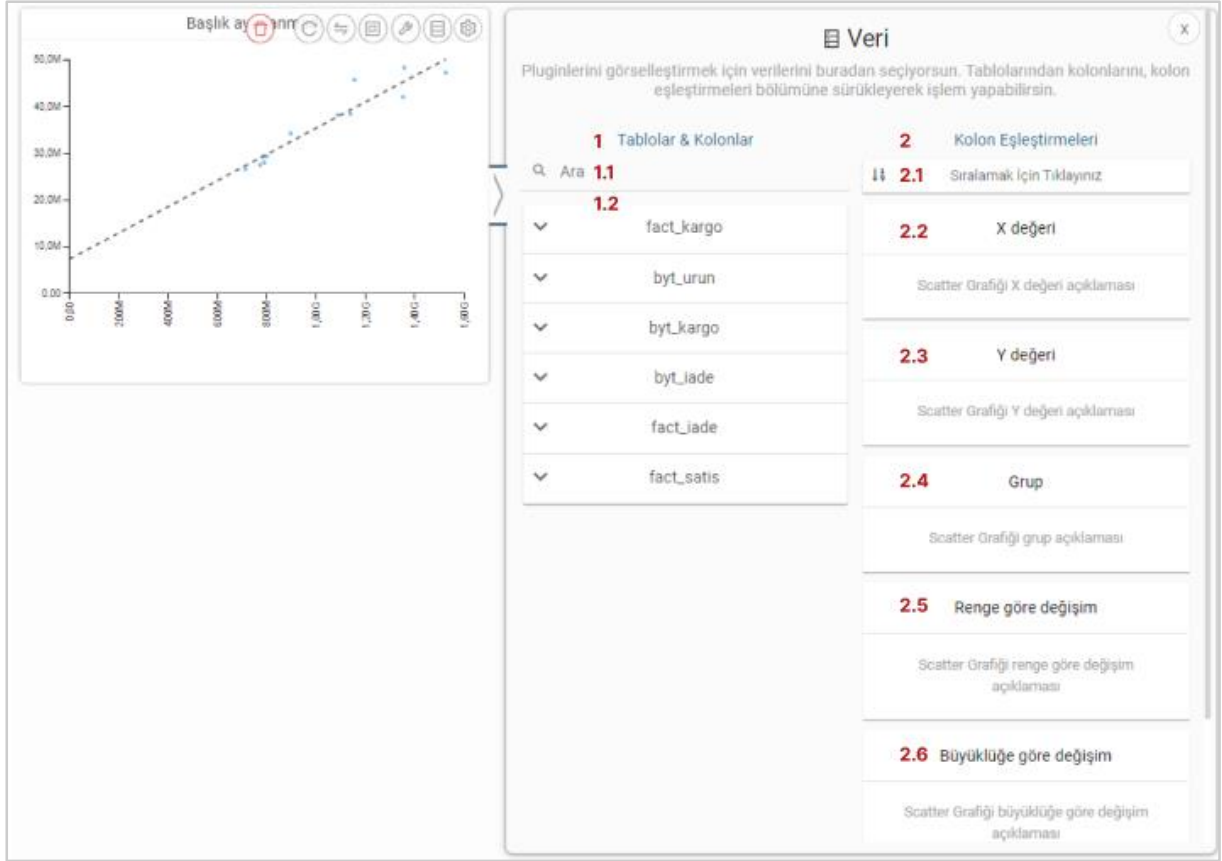 Başlık ay
50,0M
40,0M
30,0M
20,0M
10,0M
0.00
0,00
200M
400M
600M
800M
1,00G
1,20G
1,40G
1,60G
Veri
X
Pluginlerini görselleştirmek için verilerini buradan seçiyorsun. Tablolarından kolonlarını, kolon
eşleştirmeleri bölümüne sürükleyerek işlem yapabilirsin.
1 Tablolar & Kolonlar
Ara 1.1
1.2
fact_kargo
byt_urun
byt_kargo
byt_iade
fact_iade
fact_satis
2 Kolon Eşleştirmeleri
2.1 Sıralamak İçin Tıklayınız
2.2 X değeri
Scatter Grafiği X değeri açıklaması
2.3 Y değeri
Scatter Grafiği Y değeri açıklaması
2.4 Grup
Scatter Grafiği grup açıklaması
2.5 Renge göre değişim
Scatter Grafiği renge göre değişim
açıklaması
2.6 Büyüklüğe göre değişim
Scatter Grafiği büyüklüğe göre değişim
açıklaması